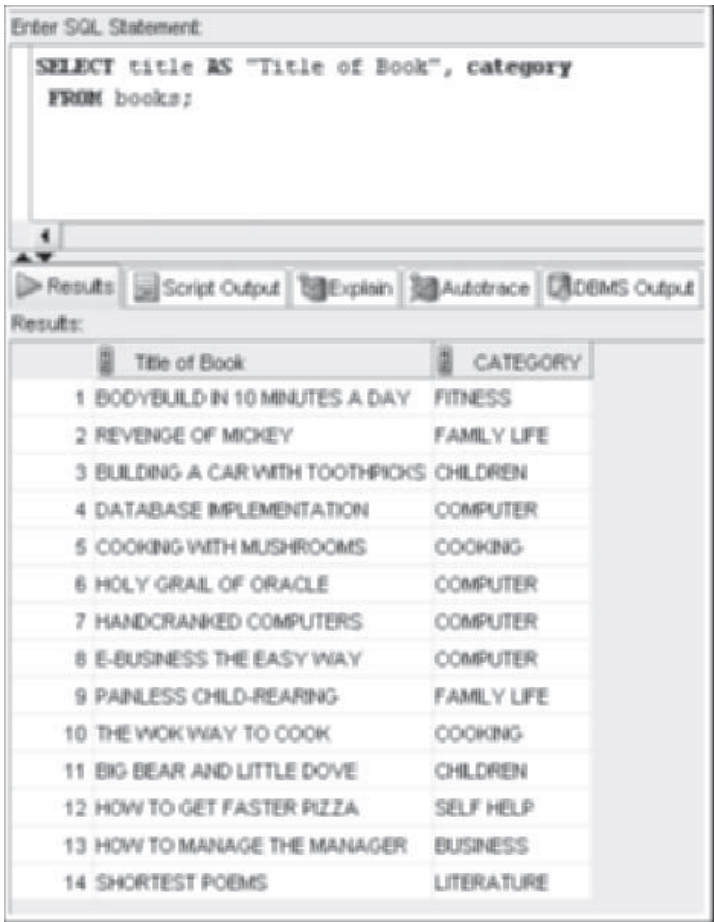 Enter SQL Statement:
SELECT title AS "Title of Book", category
FROM books;
Results Script Output Explain Autotrace DBMS Output
Results:
Title of Book CATEGORY
1 BODYBUILD IN 10 MINUTES A DAY FITNESS
2 REVENGE OF MICKEY FAMILY LIFE
3 BUILDING A CAR WITH TOOTHPICKS CHILDREN
4 DATABASE IMPLEMENTATION COMPUTER
5 COOKING WITH MUSHROOMS COOKING
6 HOLY GRAIL OF ORACLE COMPUTER
7 HANDCRANKED COMPUTERS COMPUTER
8 E-BUSINESS THE EASY WAY COMPUTER
9 PAINLESS CHILD-REARING FAMILY LIFE
10 THE WOK WAY TO COOK COOKING
11 BIG BEAR AND LITTLE DOVE CHILDREN
12 HOW TO GET FASTER PIZZA SELF HELP
13 HOW TO MANAGE THE MANAGER BUSINESS
14 SHORTEST POEMS LITERATURE